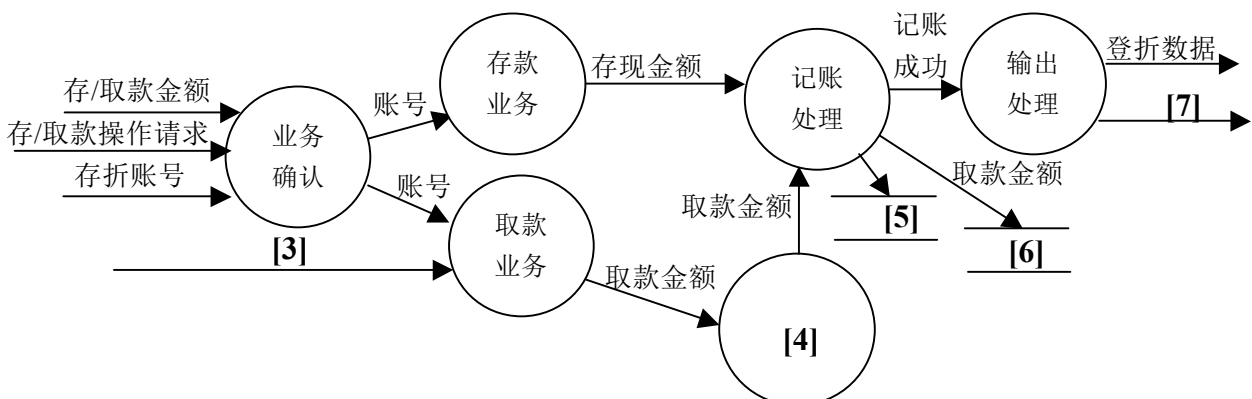 存/取款金额
存/取款操作请求
存折账号
业务
确认
[3]
账号
账号
存款
业务
取款
业务
存现金额
取款金额
[4]
取款金额
记账
处理
记账
成功
[5]
取款金额
[6]
输出
处理
登折数据
[7]